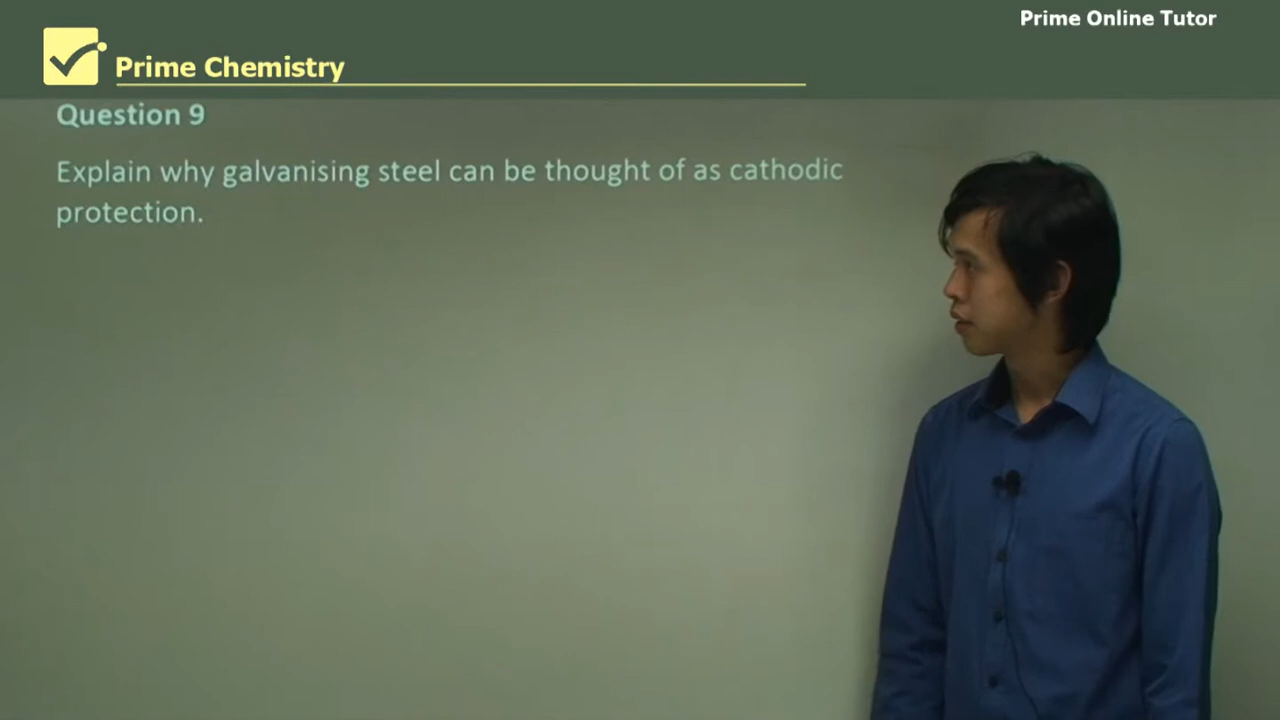 Prime Online Tutor
Prime Chemistry
Question 9
Explain why galvanising steel can be thought of as cathodic
protection.